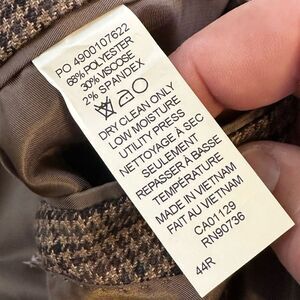 PO 4900107622
68% POLYESTER
30% VISCOSE
2% SPANDEX
DRY CLEAN ONLY
LOW MOISTURE
UTILITY PRESS
NETTOYAGE À SEC
SEULEMENT
REPASSER À BASSE
TEMPERATURE
MADE IN VIETNAM
FAIT AU VIETNAM
CA01129
RN90736
44R